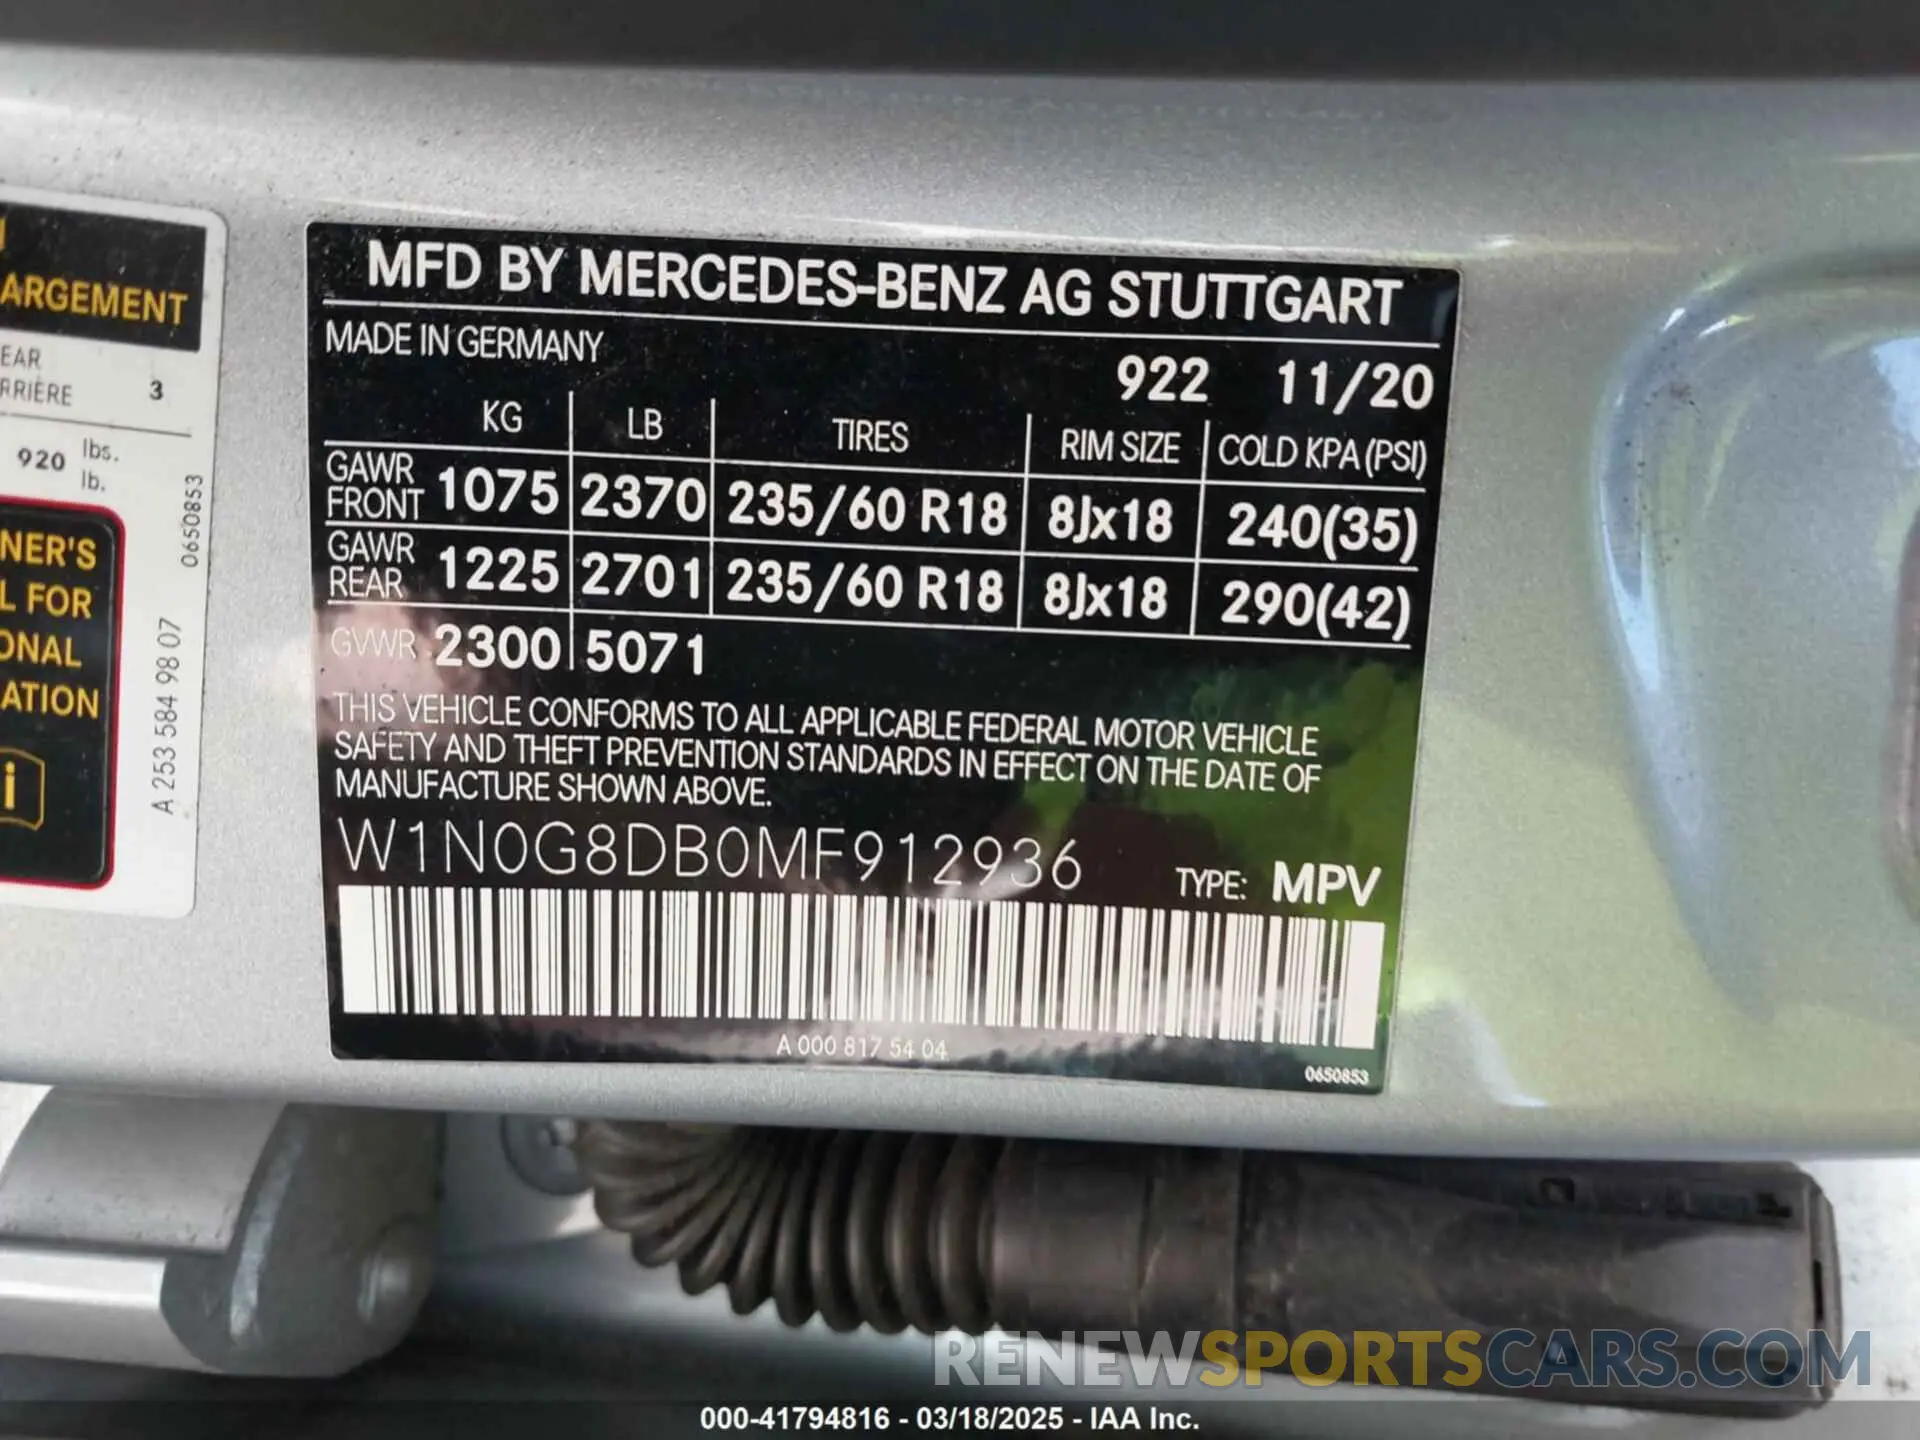 ARGEMENT
EAR
RRIÈRE 3
920 lbs.
lb.
0650853
NER'S
L FOR
ONAL
ATION
i
A 253 584 98 07
MFD BY MERCEDES-BENZ AG STUTTGART
MADE IN GERMANY
922 11/20
KG LB TIRES RIM SIZE COLD KPA (PSI)
GAWR FRONT 1075 2370 235/60 R18 8Jx18 240(35)
GAWR REAR 1225 2701 235/60 R18 8Jx18 290(42)
GVWR 2300 5071
THIS VEHICLE CONFORMS TO ALL APPLICABLE FEDERAL MOTOR VEHICLE
SAFETY AND THEFT PREVENTION STANDARDS IN EFFECT ON THE DATE OF
MANUFACTURE SHOWN ABOVE.
W1N0G8DB0MF912936
TYPE: MPV
A 000 817 54 04
0650853
RENEWSPORTSCARS.COM
000-41794816 - 03/18/2025 - IAA Inc.